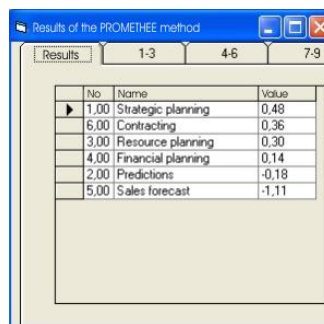 Results of the PROMETHEE method
Results 1-3 4-6 7-9
No Name Value
1,00 Strategic planning 0,48
6,00 Contracting 0,36
3,00 Resource planning 0,30
4,00 Financial planning 0,14
2,00 Predictions -0,18
5,00 Sales forecast -1,11